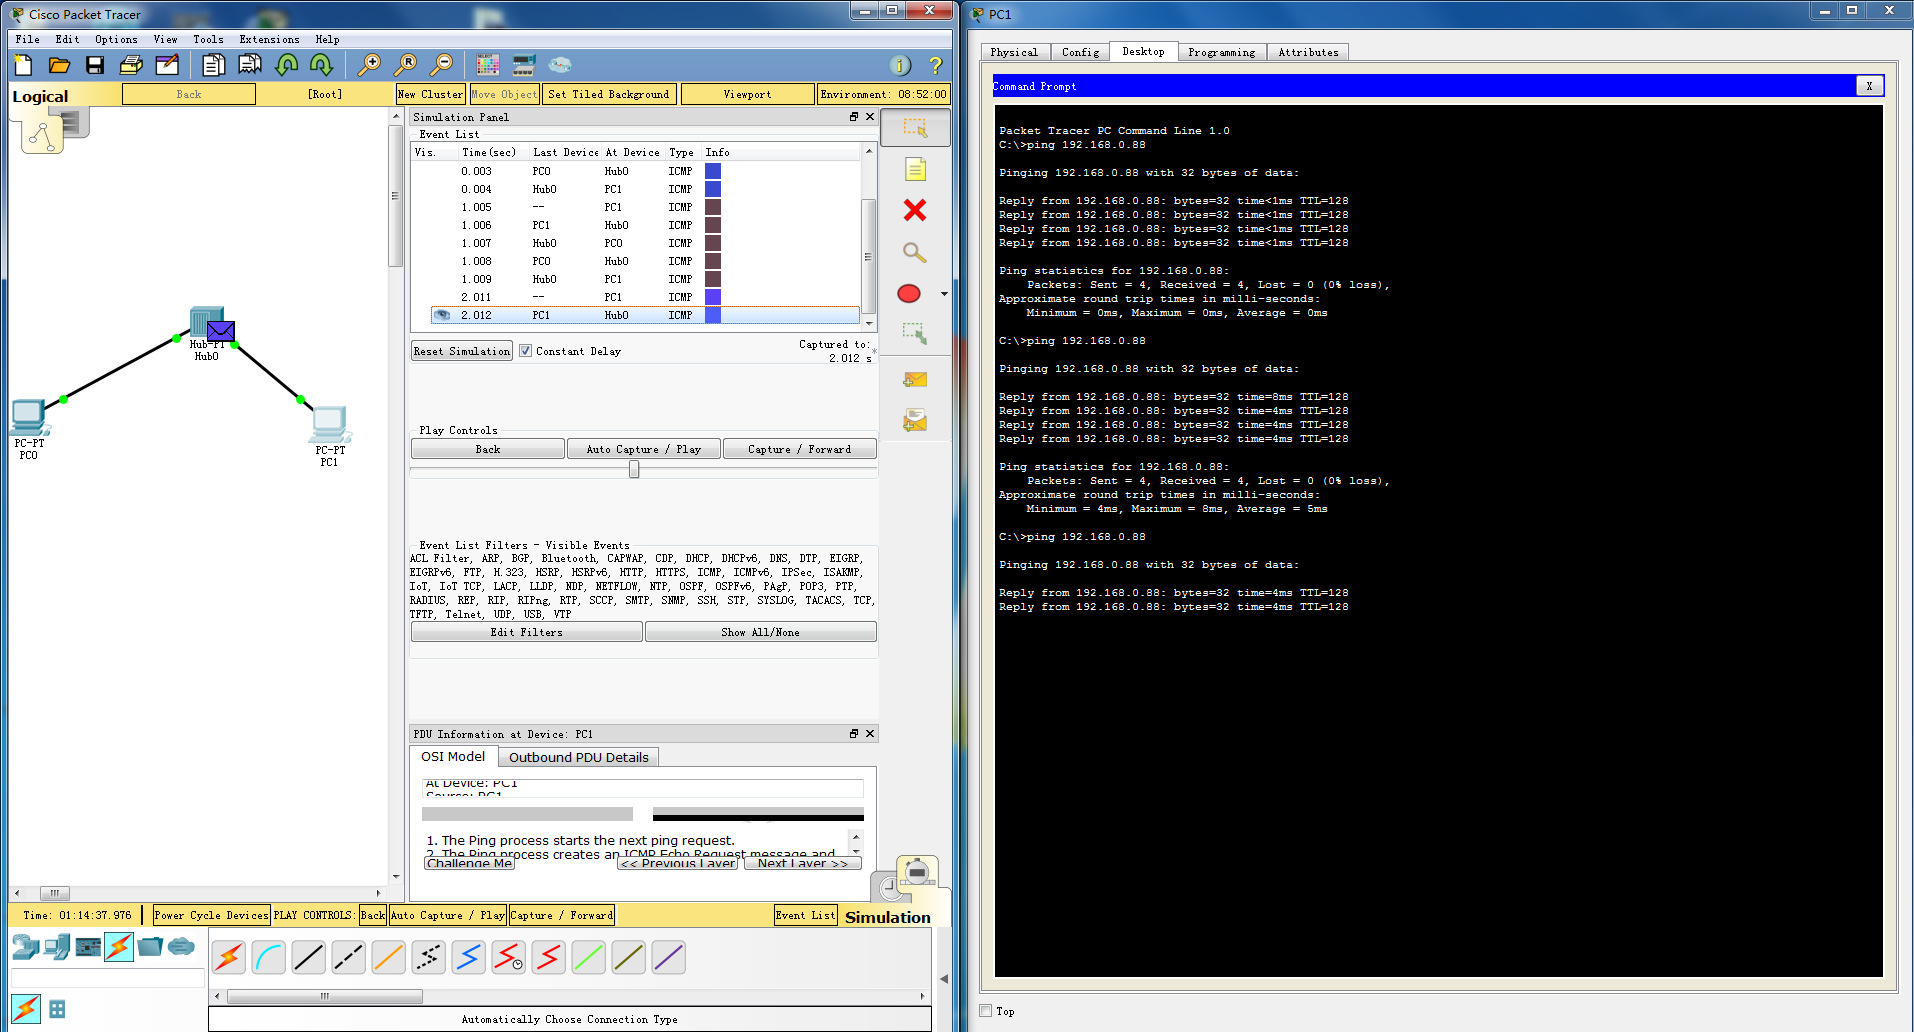 Cisco Packet Tracer
File Edit Options View Tools Extensions Help
Logical
Back
[Root]
New Cluster
Move Object
Set Tiled Background
Viewport
Environment: 08:52:00
Hub-PT
Hub0
PC-PT
PC0
PC-PT
PC1
Simulation Panel
Event List
Vis. Time(sec) Last Device At Device Type Info
0.003 PC0 Hub0 ICMP
0.004 Hub0 PC1 ICMP
1.005 -- PC1 ICMP
1.006 PC1 Hub0 ICMP
1.007 Hub0 PC0 ICMP
1.008 PC0 Hub0 ICMP
1.009 Hub0 PC1 ICMP
2.011 -- PC1 ICMP
2.012 PC1 Hub0 ICMP
Reset Simulation
Constant Delay
Captured to:
2.012 s
Play Controls
Back
Auto Capture / Play
Capture / Forward
Event List Filters - Visible Events
ACL Filter, ARP, BGP, Bluetooth, CAPWAP, CDP, DHCP, DHCPv6, DNS, DTP, EIGRP,
EIGRPv6, FTP, H.323, HSRP, HSRPv6, HTTP, HTTPS, ICMP, ICMPv6, IPSec, ISAKMP,
IoT, IoT TCP, LACP, LLDP, NDP, NETFLOW, NTP, OSPF, OSPFv6, PAgP, POP3, PTP,
RADIUS, REP, RIP, RIPng, RTP, SCCP, SMTP, SNMP, SSH, STP, SYSLOG, TACACS, TCP,
TFTP, Telnet, UDP, USB, VTP
Edit Filters
Show All/None
PDU Information at Device: PC1
OSI Model
Outbound PDU Details
At Device: PC1
Source: PC1
1. The Ping process starts the next ping request.
2. The Ping process creates an ICMP Echo Request message and
Challenge Me
<< Previous Layer
Next Layer >>
Time: 01:14:37.976
Power Cycle Devices
PLAY CONTROLS:
Back
Auto Capture / Play
Capture / Forward
Event List
Simulation
Automatically Choose Connection Type
PC1
Physical
Config
Desktop
Programming
Attributes
Command Prompt
X
Packet Tracer PC Command Line 1.0
C:\>ping 192.168.0.88
Pinging 192.168.0.88 with 32 bytes of data:
Reply from 192.168.0.88: bytes=32 time<1ms TTL=128
Reply from 192.168.0.88: bytes=32 time<1ms TTL=128
Reply from 192.168.0.88: bytes=32 time<1ms TTL=128
Reply from 192.168.0.88: bytes=32 time<1ms TTL=128
Ping statistics for 192.168.0.88:
Packets: Sent = 4, Received = 4, Lost = 0 (0% loss),
Approximate round trip times in milli-seconds:
Minimum = 0ms, Maximum = 0ms, Average = 0ms
C:\>ping 192.168.0.88
Pinging 192.168.0.88 with 32 bytes of data:
Reply from 192.168.0.88: bytes=32 time=8ms TTL=128
Reply from 192.168.0.88: bytes=32 time=4ms TTL=128
Reply from 192.168.0.88: bytes=32 time=4ms TTL=128
Reply from 192.168.0.88: bytes=32 time=4ms TTL=128
Ping statistics for 192.168.0.88:
Packets: Sent = 4, Received = 4, Lost = 0 (0% loss),
Approximate round trip times in milli-seconds:
Minimum = 4ms, Maximum = 8ms, Average = 5ms
C:\>ping 192.168.0.88
Pinging 192.168.0.88 with 32 bytes of data:
Reply from 192.168.0.88: bytes=32 time=4ms TTL=128
Reply from 192.168.0.88: bytes=32 time=4ms TTL=128
Top